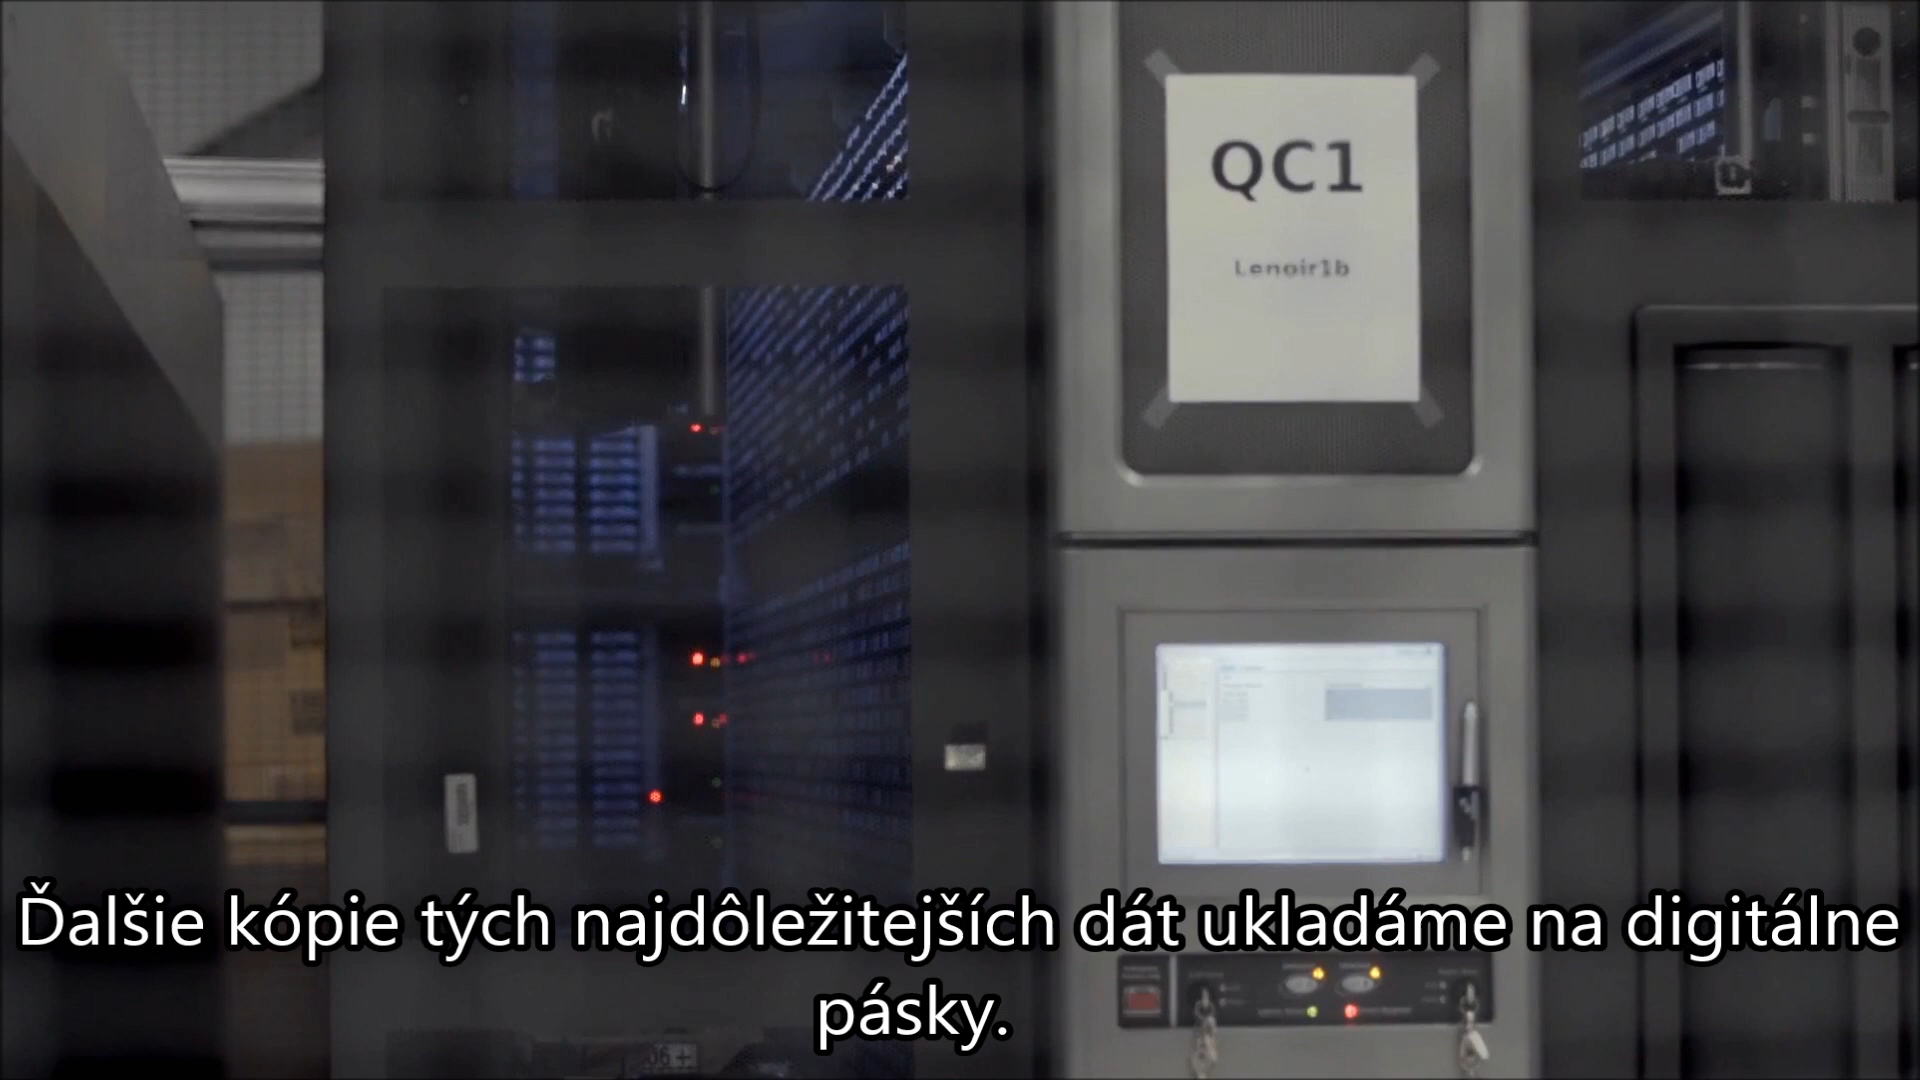 QC1
Lenoir1b
Ďalšie kópie tých najdôležitejších dát ukladáme na digitálne
pásky.